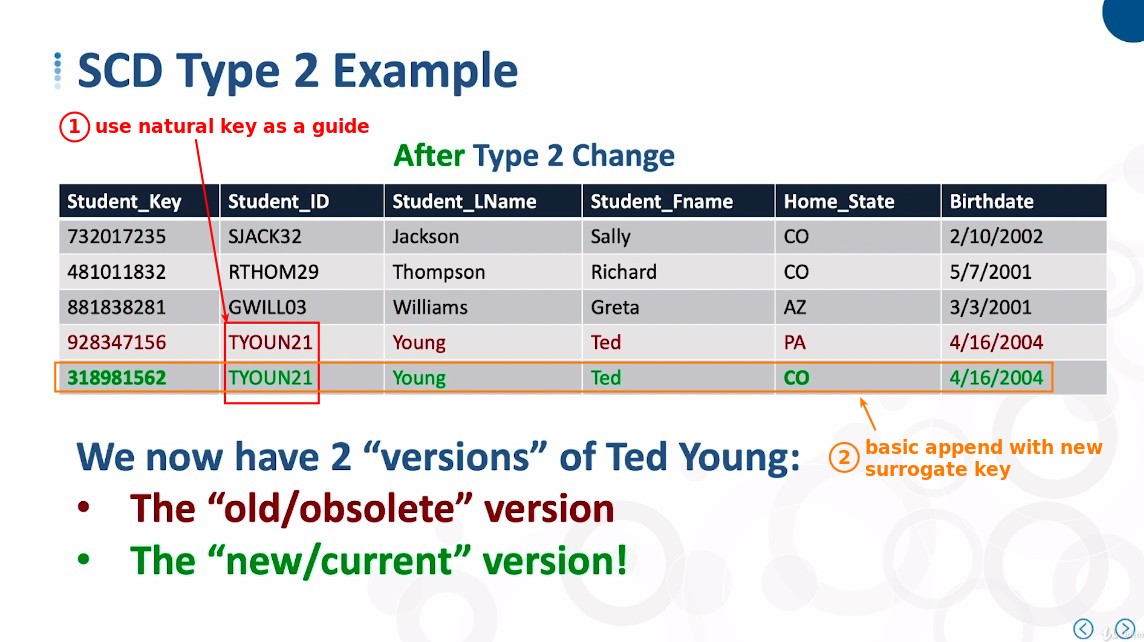 SCD Type 2 Example
1 use natural key as a guide
After Type 2 Change
Student_Key Student_ID Student_LName Student_Fname Home_State Birthdate
732017235 SJACK32 Jackson Sally CO 2/10/2002
481011832 RTHOM29 Thompson Richard CO 5/7/2001
881838281 GWILL03 Williams Greta AZ 3/3/2001
928347156 TYOUN21 Young Ted PA 4/16/2004
318981562 TYOUN21 Young Ted CO 4/16/2004
We now have 2 “versions” of Ted Young:
2 basic append with new
surrogate key
• The “old/obsolete” version
• The “new/current” version!